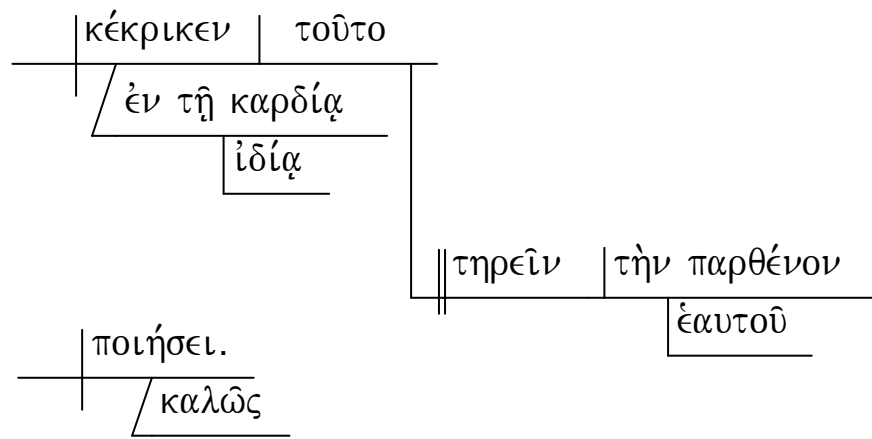 κέκρικεν τοῦτο
ἐν τῇ καρδίᾳ
ἰδίᾳ
τηρεῖν τὴν παρθένον
ἑαυτοῦ
ποιήσει.
καλῶς